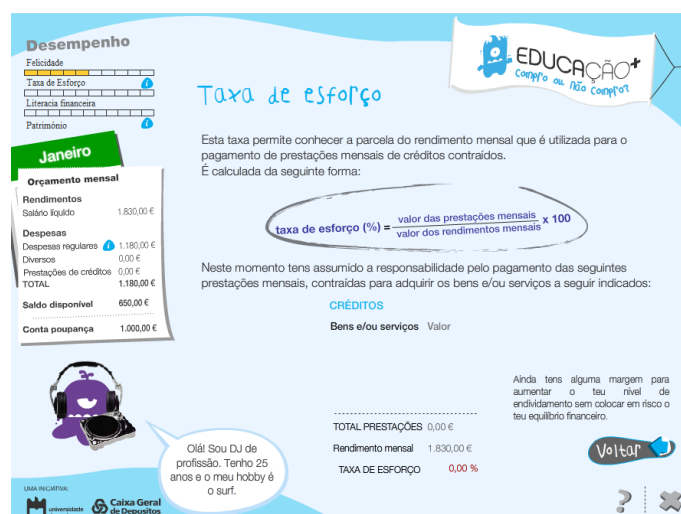 Desempenho
Felicidade
Taxa de Esforço
Literacia financeira
Património
Janeiro
Orçamento mensal
Rendimentos
Salário líquido 1.830,00 €
Despesas
Despesas regulares i 1.180,00 €
Diversos 0,00 €
Prestações de créditos 0,00 €
TOTAL 1.180,00 €
Saldo disponível 650,00 €
Conta poupança 1.000,00 €
EDUCAÇÃO+
Compro ou Não Compro?
Taxa de esforço
Esta taxa permite conhecer a parcela do rendimento mensal que é utilizada para o
pagamento de prestações mensais de créditos contraídos.
É calculada da seguinte forma:
taxa de esforço (%) = valor das prestações mensais / valor dos rendimentos mensais x 100
Neste momento tens assumido a responsabilidade pelo pagamento das seguintes
prestações mensais, contraídas para adquirir os bens e/ou serviços a seguir indicados:
CRÉDITOS
Bens e/ou serviços Valor
TOTAL PRESTAÇÕES 0,00 €
Rendimento mensal 1.830,00 €
TAXA DE ESFORÇO 0,00 %
Ainda tens alguma margem para
aumentar o teu nível de
endividamento sem colocar em risco o
teu equilíbrio financeiro.
Voltar
Olá! Sou DJ de
profissão. Tenho 25
anos e o meu hobby é
o surf.
UMA INICIATIVA:
universidade
Caixa Geral
de Depositos
?